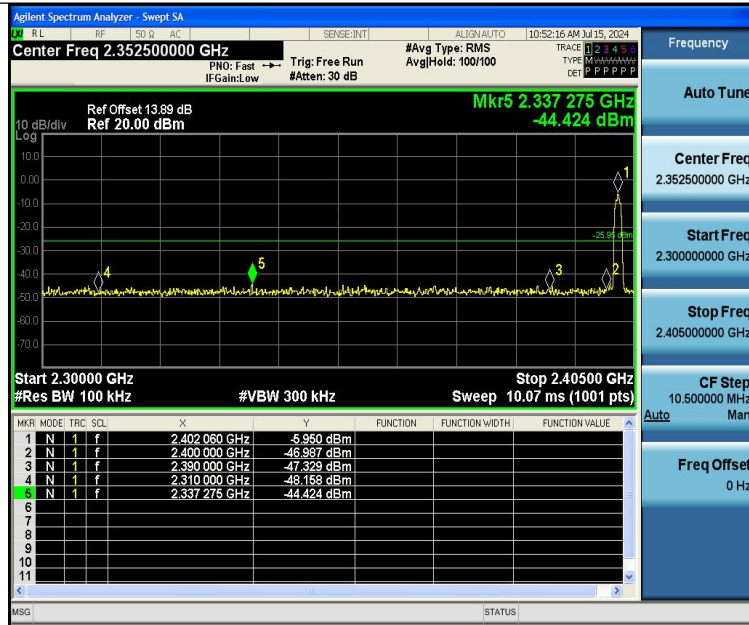 Agilent Spectrum Analyzer - Swept SA
LXI RL RF 50 Ω AC SENSE:INT ALIGN AUTO 10:52:16 AM Jul 15, 2024
Center Freq 2.352500000 GHz
PNO: Fast Trig: Free Run
IFGain:Low #Atten: 30 dB
#Avg Type: RMS
Avg|Hold: 100/100
TRACE 1 2 3 4 5 6
TYPE M
DET P P P P P P
Mkr5 2.337 275 GHz
-44.424 dBm
Ref Offset 13.89 dB
10 dB/div Ref 20.00 dBm
Log
10.0
0.00
-10.0
-20.0
-30.0
-40.0
-50.0
-60.0
-70.0
1
-25.95 dBm
4
5
3
2
Start 2.30000 GHz Stop 2.40500 GHz
#Res BW 100 kHz #VBW 300 kHz Sweep 10.07 ms (1001 pts)
MKR MODE TRC SCL X Y FUNCTION FUNCTION WIDTH FUNCTION VALUE
1 N 1 f 2.402 060 GHz -5.950 dBm
2 N 1 f 2.400 000 GHz -46.987 dBm
3 N 1 f 2.390 000 GHz -47.329 dBm
4 N 1 f 2.310 000 GHz -48.158 dBm
5 N 1 f 2.337 275 GHz -44.424 dBm
6
7
8
9
10
11
MSG STATUS
Frequency
Auto Tune
Center Freq
2.352500000 GHz
Start Freq
2.300000000 GHz
Stop Freq
2.405000000 GHz
CF Step
10.500000 MHz
Auto Man
Freq Offset
0 Hz